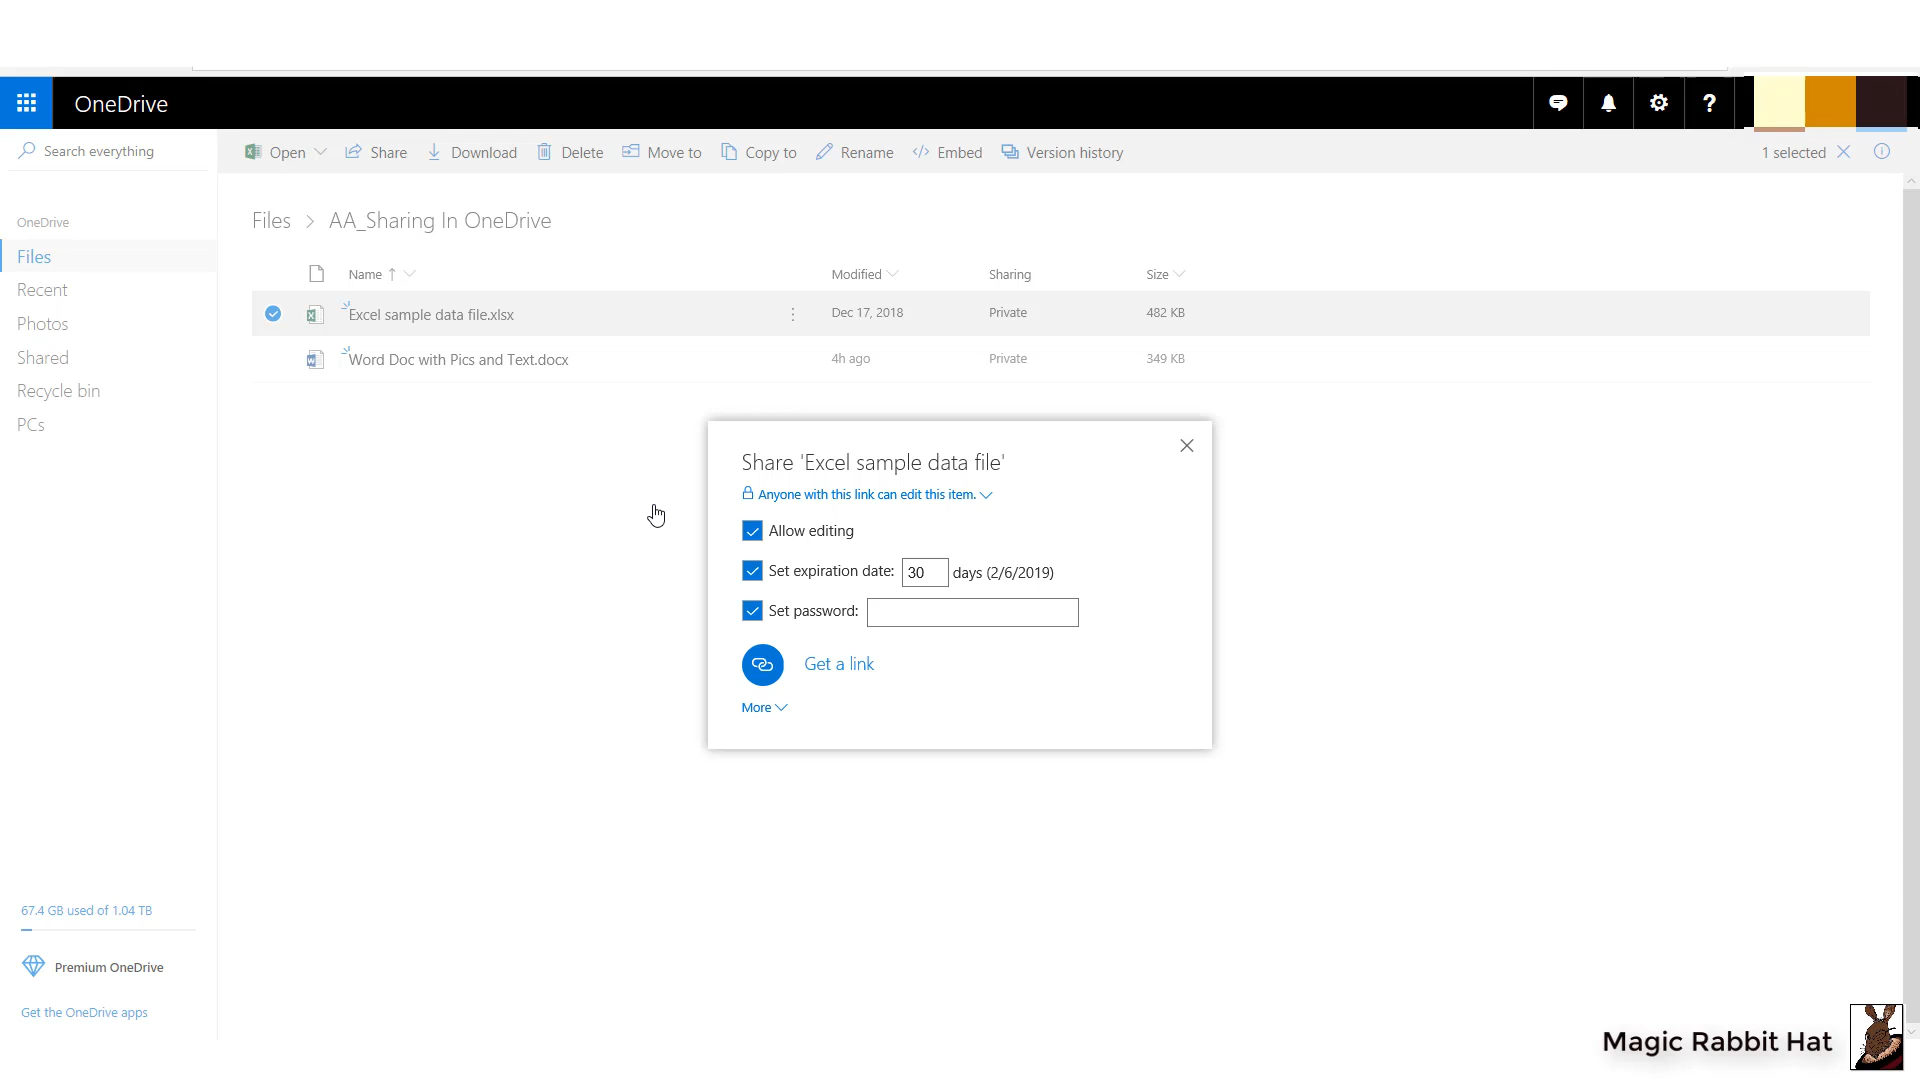 OneDrive
Search everything
Open
Share
Download
Delete
Move to
Copy to
Rename
Embed
Version history
1 selected
OneDrive
Files
Recent
Photos
Shared
Recycle bin
PCs
Files > AA_Sharing In OneDrive
Name ↑ Modified Sharing Size
Excel sample data file.xlsx Dec 17, 2018 Private 482 KB
Word Doc with Pics and Text.docx 4h ago Private 349 KB
Share 'Excel sample data file'
Anyone with this link can edit this item.
Allow editing
Set expiration date: 30 days (2/6/2019)
Set password:
Get a link
More
67.4 GB used of 1.04 TB
Premium OneDrive
Get the OneDrive apps
Magic Rabbit Hat